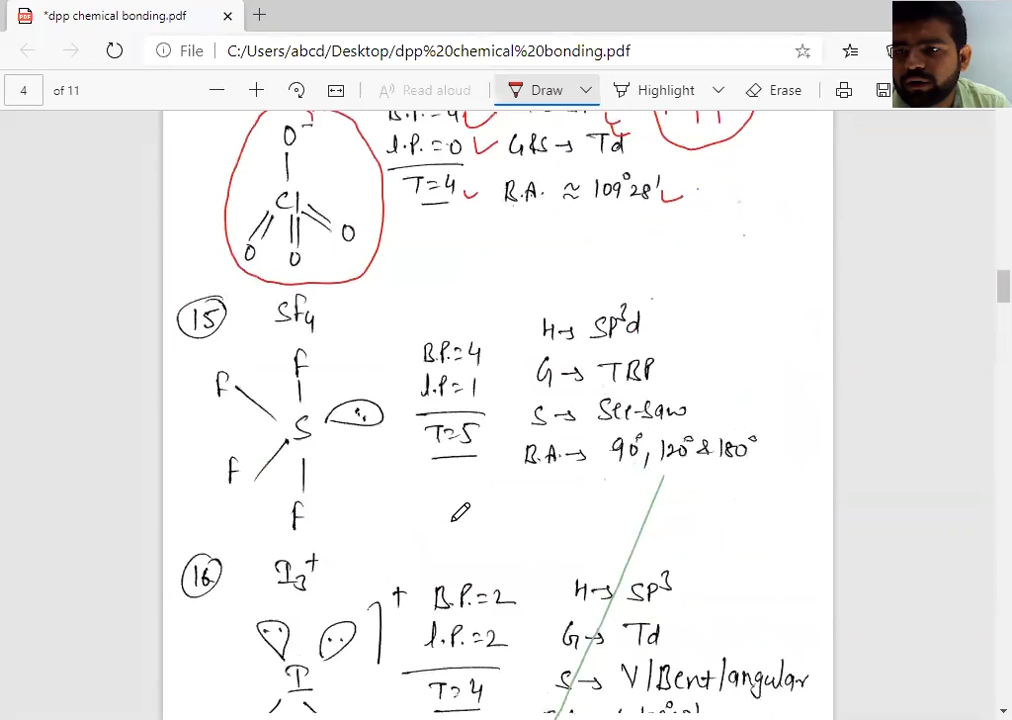 *dpp chemical bonding.pdf
File C:/Users/abcd/Desktop/dpp%20chemical%20bonding.pdf
4 of 11
Read aloud
Draw
Highlight
Erase
O⁻
Cl
O O O
l.P. = 0
T = 4
G&S → Td
B.A. ≈ 109°28'
15
SF4
F
F
S
F
F
B.P. = 4
l.P = 1
T = 5
H → SP³d
G → TBP
S → See-saw
B.A. → 90°, 120° & 180°
16
I3⁺
I
+
B.P. = 2
l.P. = 2
T = 4
H → SP³
G → Td
S → V/Bent/angular